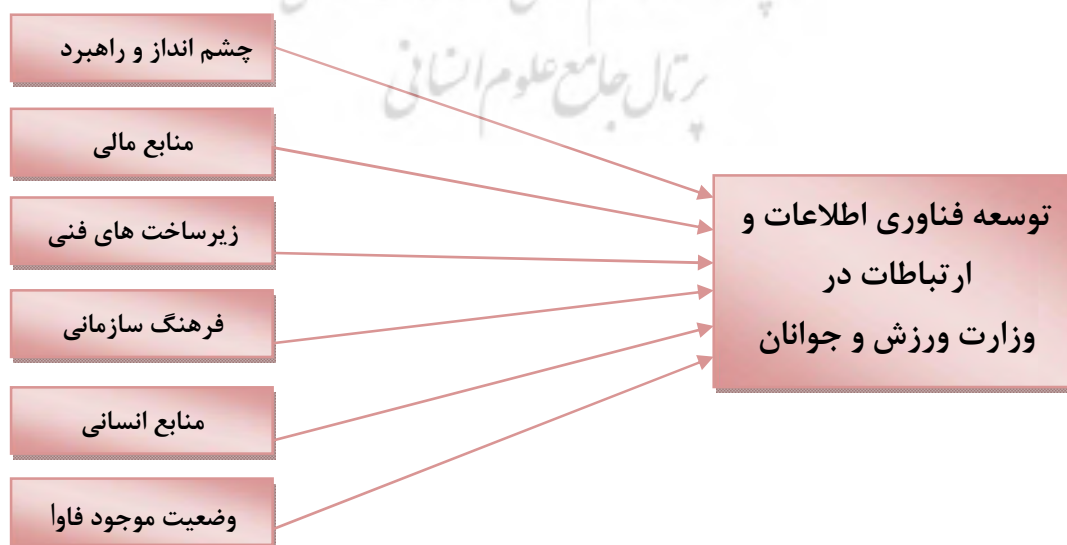 پرتال جامع علوم انسانی
چشم انداز و راهبرد
منابع مالی
زیرساخت های فنی
فرهنگ سازمانی
منابع انسانی
وضعیت موجود فاوا
توسعه فناوری اطلاعات و
ارتباطات در
وزارت ورزش و جوانان